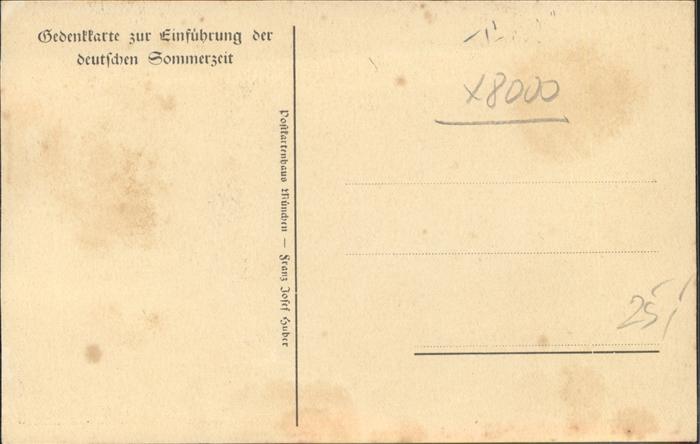 Gedenkkarte zur Einführung der
deutschen Sommerzeit
Postkartenhaus München — Franz Josef Huber
x8000
25,